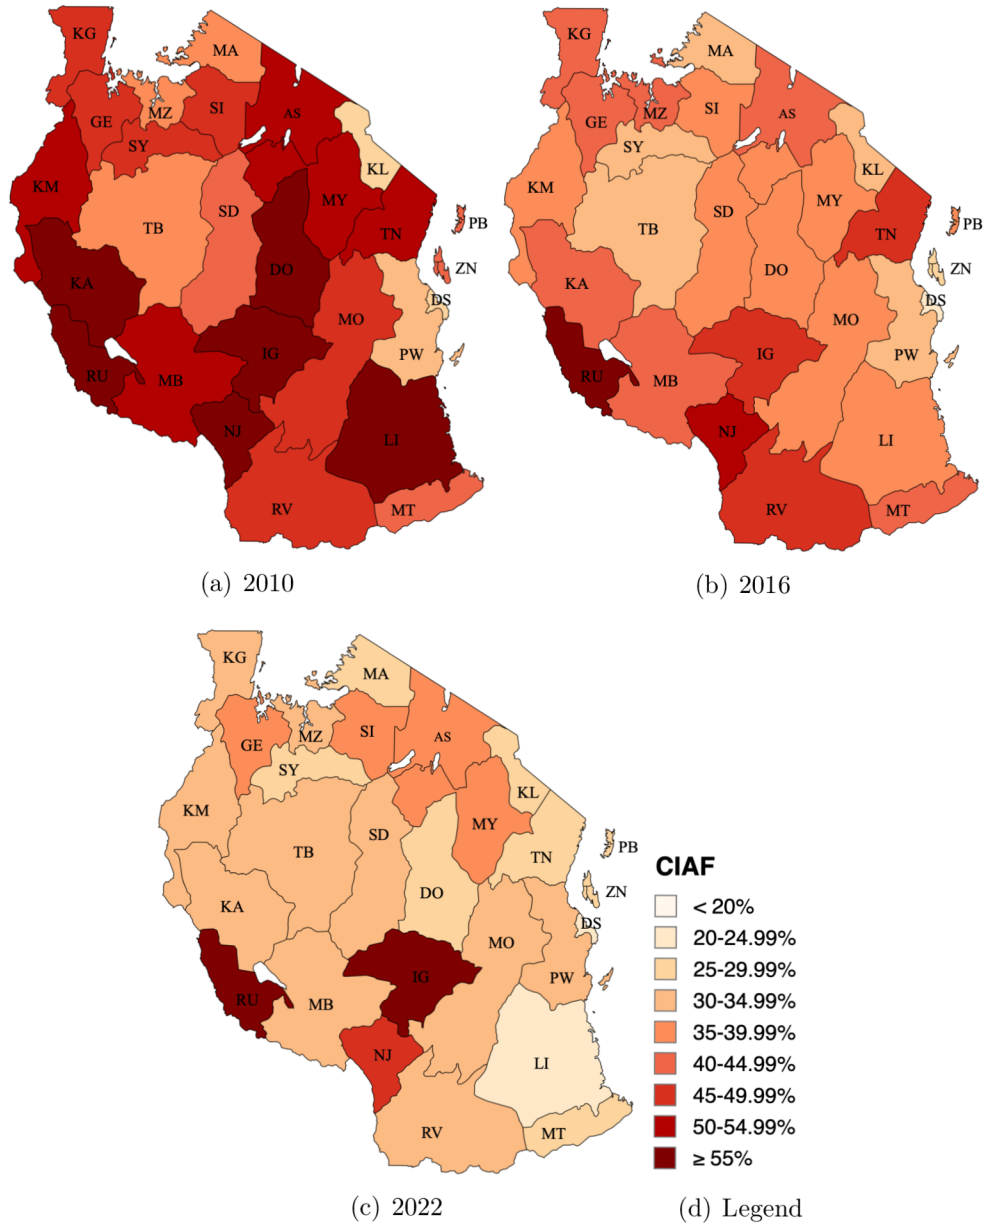 KG
MA
GE
MZ
SI
AS
SY
KM
KL
TB
SD
MY
TN
PB
KA
DO
ZN
DS
MO
RU
MB
IG
PW
NJ
LI
RV
MT
(a) 2010
KG
MA
GE
MZ
SI
AS
SY
KM
KL
TB
SD
MY
TN
PB
KA
DO
ZN
DS
MO
RU
MB
IG
PW
NJ
LI
RV
MT
(b) 2016
KG
MA
GE
MZ
SI
AS
SY
KM
KL
TB
SD
MY
TN
PB
KA
DO
ZN
DS
MO
RU
MB
IG
PW
NJ
LI
RV
MT
(c) 2022
CIAF
< 20%
20-24.99%
25-29.99%
30-34.99%
35-39.99%
40-44.99%
45-49.99%
50-54.99%
≥ 55%
(d) Legend